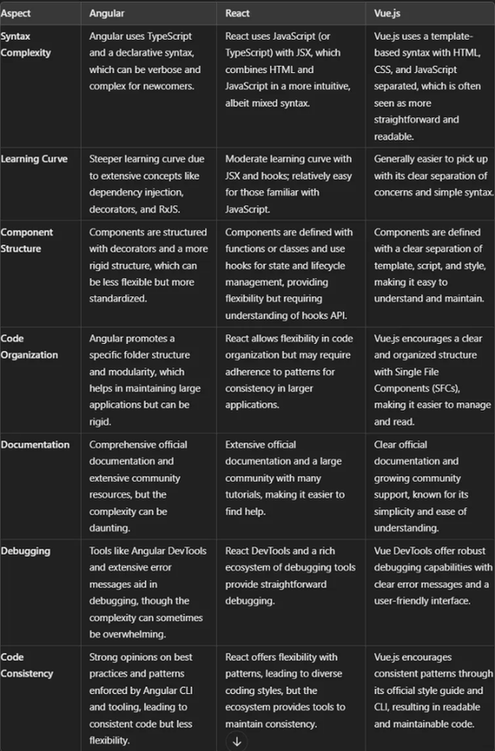 Aspect
Angular
React
Vue.js
Syntax
Complexity
Angular uses TypeScript
and a declarative syntax,
which can be verbose and
complex for newcomers.
React uses JavaScript (or
TypeScript) with JSX, which
combines HTML and
JavaScript in a more intuitive,
albeit mixed syntax.
Vue.js uses a template-
based syntax with HTML,
CSS, and JavaScript
separated, which is often
seen as more
straightforward and
readable.
Learning Curve
Steeper learning curve due
to extensive concepts like
dependency injection,
decorators, and RxJS.
Moderate learning curve with
JSX and hooks; relatively easy
for those familiar with
JavaScript.
Generally easier to pick up
with its clear separation of
concerns and simple syntax.
Component
Structure
Components are structured
with decorators and a more
rigid structure, which can
be less flexible but more
standardized.
Components are defined with
functions or classes and use
hooks for state and lifecycle
management, providing
flexibility but requiring
understanding of hooks API.
Components are defined
with a clear separation of
template, script, and style,
making it easy to
understand and maintain.
Code
Organization
Angular promotes a
specific folder structure
and modularity, which
helps in maintaining large
applications but can be
rigid.
React allows flexibility in code
organization but may require
adherence to patterns for
consistency in larger
applications.
Vue.js encourages a clear
and organized structure
with Single File
Components (SFCs),
making it easier to manage
and read.
Documentation
Comprehensive official
documentation and
extensive community
resources, but the
complexity can be
daunting.
Extensive official
documentation and a large
community with many
tutorials, making it easier to
find help.
Clear official
documentation and
growing community
support, known for its
simplicity and ease of
understanding.
Debugging
Tools like Angular DevTools
and extensive error
messages aid in
debugging, though the
complexity can sometimes
be overwhelming.
React DevTools and a rich
ecosystem of debugging tools
provide straightforward
debugging.
Vue DevTools offer robust
debugging capabilities with
clear error messages and a
user-friendly interface.
Code
Consistency
Strong opinions on best
practices and patterns
enforced by Angular CLI
and tooling, leading to
consistent code but less
flexibility.
React offers flexibility with
patterns, leading to diverse
coding styles, but the
ecosystem provides tools to
maintain consistency.
Vue.js encourages
consistent patterns through
its official style guide and
CLI, resulting in readable
and maintainable code.